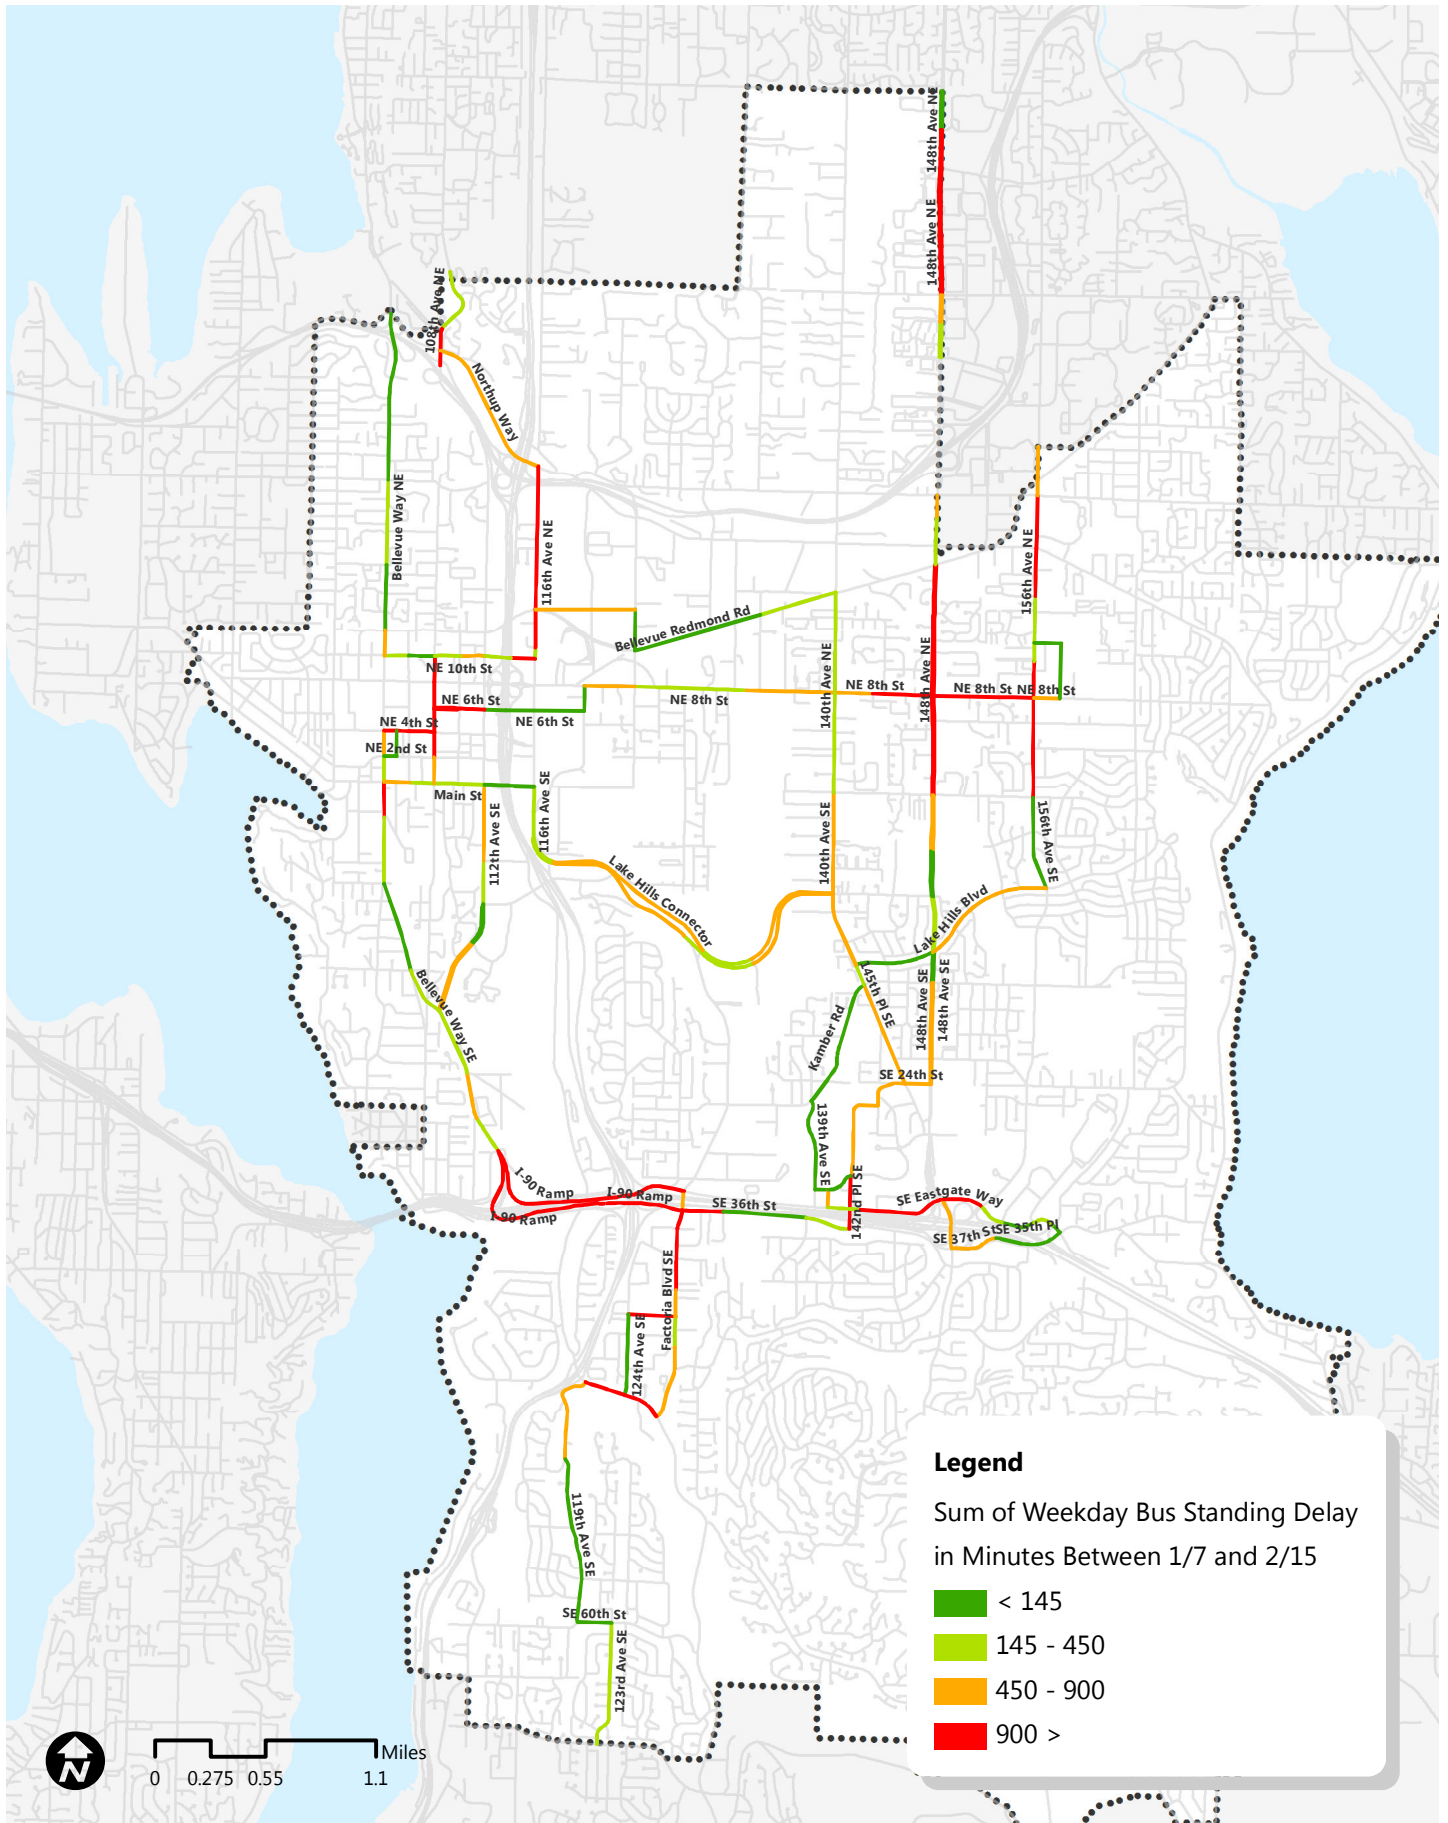 148th Ave NE
148th Ave NE
148th Ave NE
108th Ave NE
Northup Way
Bellevue Way NE
116th Ave NE
156th Ave NE
Bellevue Redmond Rd
NE 10th St
140th Ave NE
148th Ave NE
NE 8th St
NE 8th St
NE 8th St
NE 8th St
NE 6th St
NE 6th St
NE 4th St
NE 2nd St
Main St
112th Ave SE
116th Ave SE
140th Ave SE
156th Ave SE
Lake Hills Connector
Lake Hills Blvd
145th Pl SE
148th Ave SE
148th Ave SE
Bellevue Way SE
Kamber Rd
SE 24th St
139th Ave SE
142nd Pl SE
I-90 Ramp
I-90 Ramp
I-90 Ramp
SE 36th St
SE Eastgate Way
SE 37th St
SE 35th Pl
Factoria Blvd SE
124th Ave SE
119th Ave SE
SE 60th St
123rd Ave SE
Legend
Sum of Weekday Bus Standing Delay
in Minutes Between 1/7 and 2/15
< 145
145 - 450
450 - 900
900 >
N
Miles
0 0.275 0.55 1.1